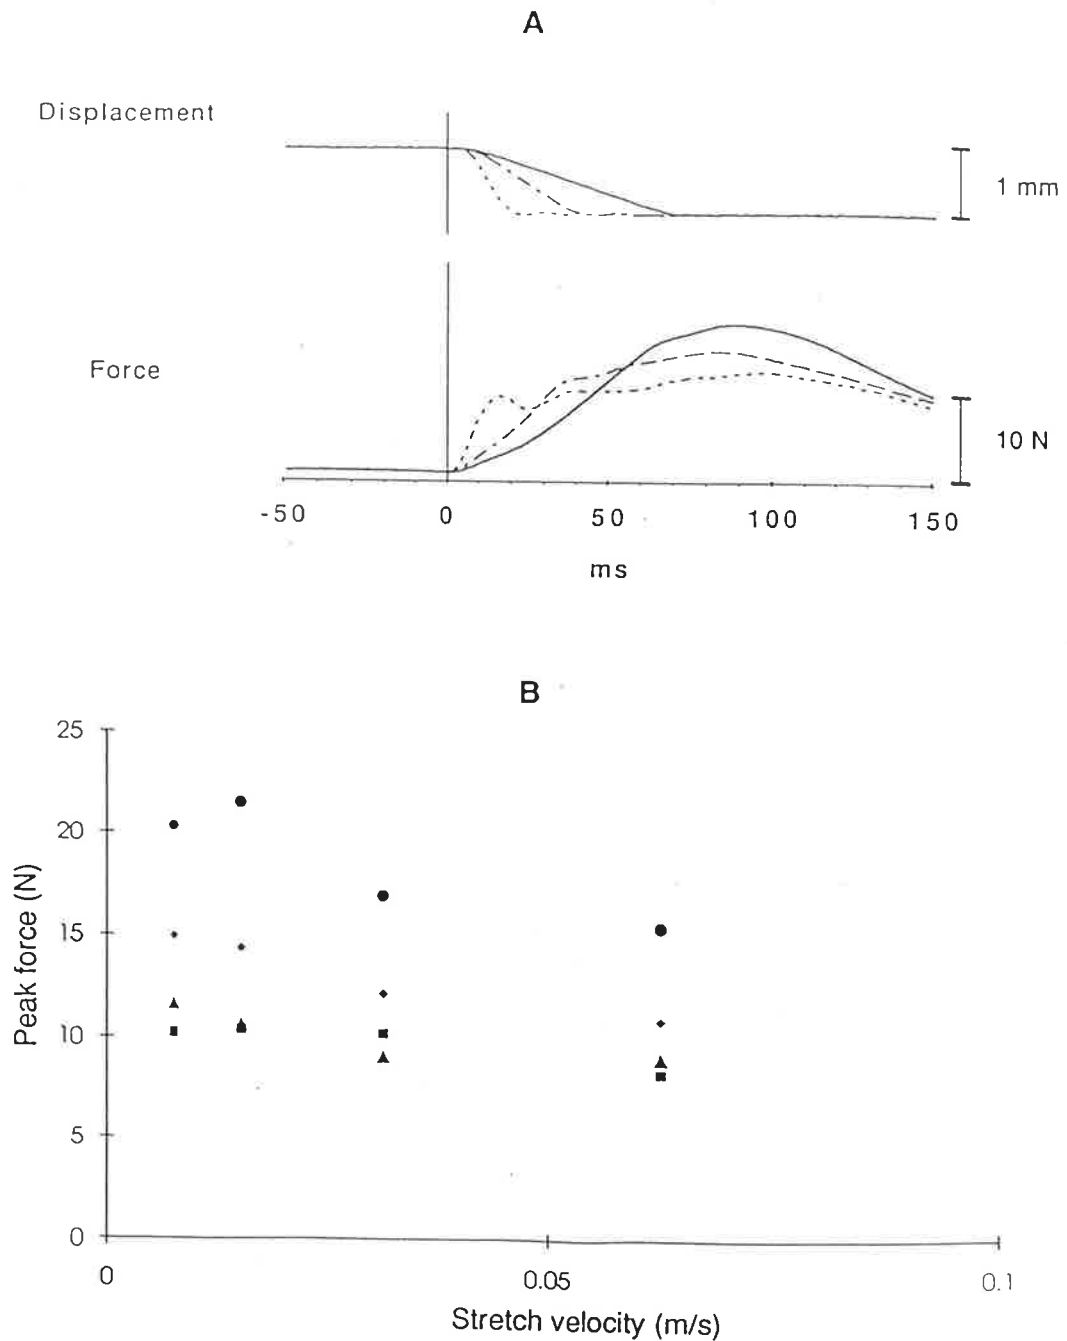 A
Displacement
1 mm
Force
10 N
-50 0 50 100 150
ms
B
25
20
15
10
5
0
Peak force (N)
0 0.05 0.1
Stretch velocity (m/s)